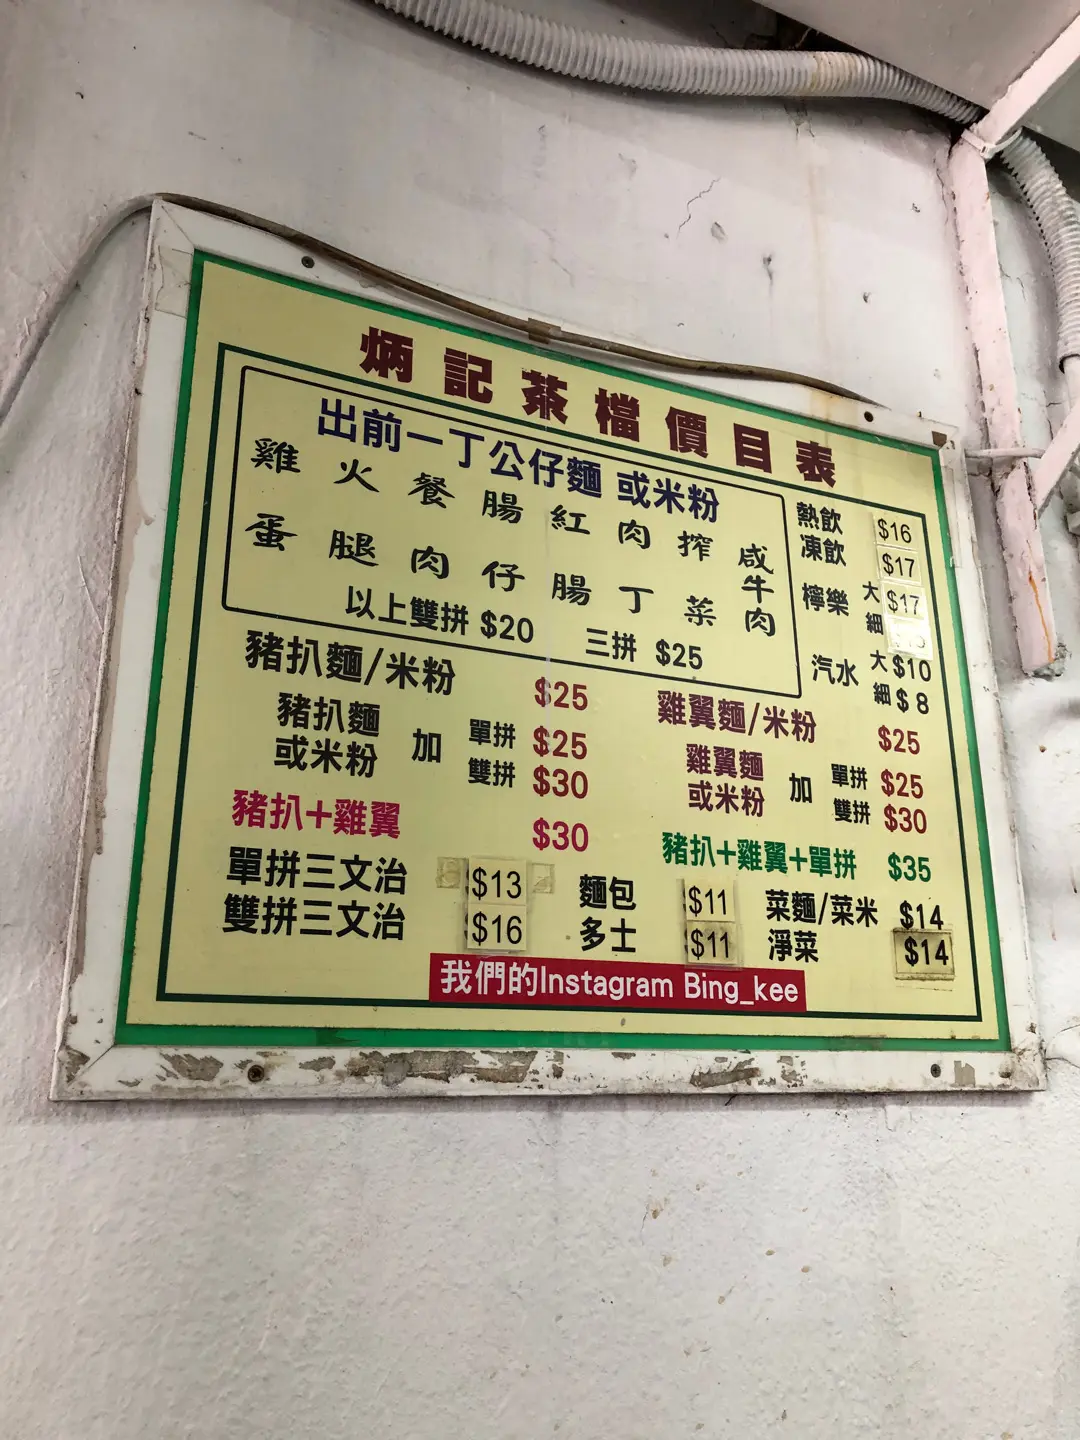 炳記茶檔價目表
出前一丁公仔麵 或米粉
雞蛋 火腿 餐肉 腸仔 紅腸 肉丁 搾菜 咸牛肉
以上雙拼 $20 三拼 $25
熱飲 $16
凍飲 $17
檸樂 大 $17
細
汽水 大 $10
細 $8
豬扒麵/米粉 $25
豬扒麵或米粉 加 單拼 $25
雙拼 $30
豬扒+雞翼 $30
雞翼麵/米粉 $25
雞翼麵或米粉 加 單拼 $25
雙拼 $30
豬扒+雞翼+單拼 $35
單拼三文治 $13
雙拼三文治 $16
麵包 $11
多士 $11
菜麵/菜米 $14
淨菜 $14
我們的Instagram Bing_kee